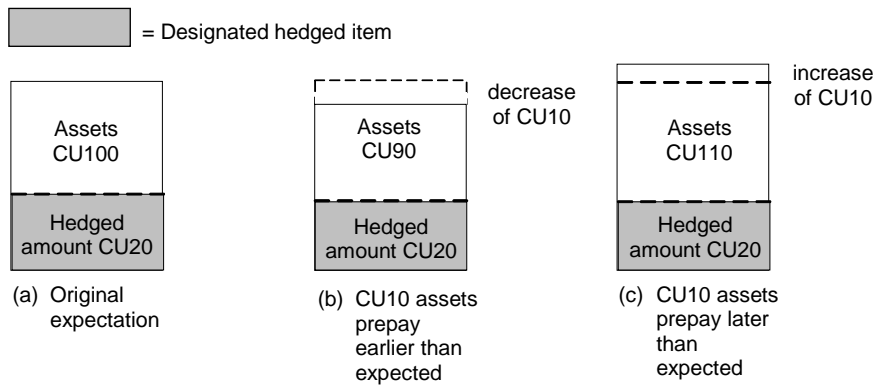 = Designated hedged item
Assets
CU100
Hedged
amount CU20
(a) Original
expectation
decrease
of CU10
Assets
CU90
Hedged
amount CU20
(b) CU10 assets
prepay
earlier than
expected
increase
of CU10
Assets
CU110
Hedged
amount CU20
(c) CU10 assets
prepay later
than
expected